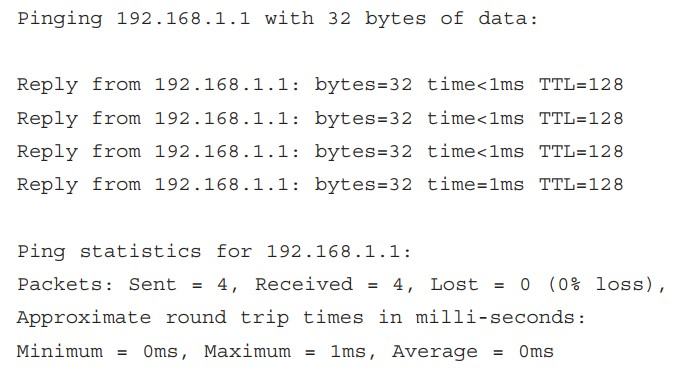 Pinging 192.168.1.1 with 32 bytes of data:
Reply from 192.168.1.1: bytes=32 time<1ms TTL=128
Reply from 192.168.1.1: bytes=32 time<1ms TTL=128
Reply from 192.168.1.1: bytes=32 time<1ms TTL=128
Reply from 192.168.1.1: bytes=32 time=1ms TTL=128
Ping statistics for 192.168.1.1:
Packets: Sent = 4, Received = 4, Lost = 0 (0% loss),
Approximate round trip times in milli-seconds:
Minimum = 0ms, Maximum = 1ms, Average = 0ms